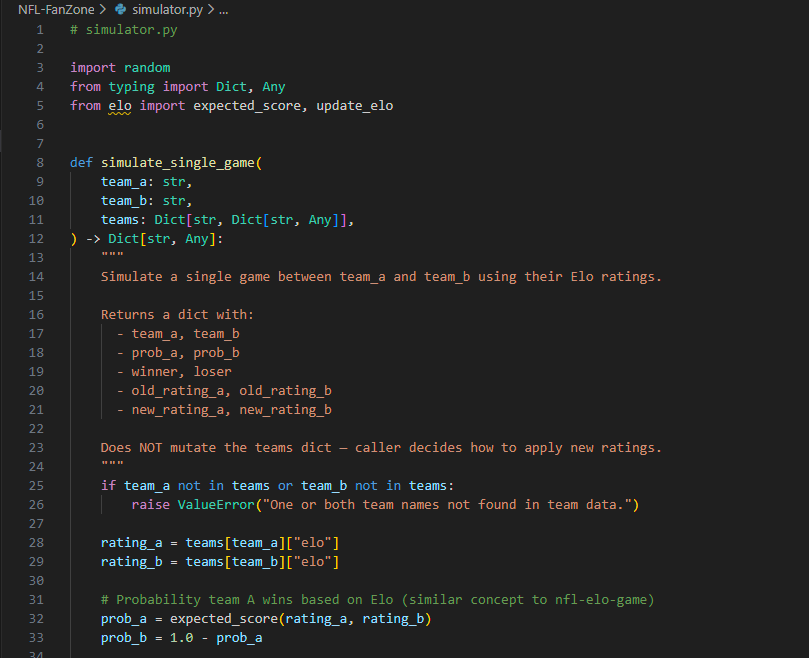 NFL-FanZone > simulator.py > ...
1 # simulator.py
2
3 import random
4 from typing import Dict, Any
5 from elo import expected_score, update_elo
6
7
8 def simulate_single_game(
9     team_a: str,
10     team_b: str,
11     teams: Dict[str, Dict[str, Any]],
12 ) -> Dict[str, Any]:
13     """
14     Simulate a single game between team_a and team_b using their Elo ratings.
15
16     Returns a dict with:
17       - team_a, team_b
18       - prob_a, prob_b
19       - winner, loser
20       - old_rating_a, old_rating_b
21       - new_rating_a, new_rating_b
22
23     Does NOT mutate the teams dict — caller decides how to apply new ratings.
24     """
25     if team_a not in teams or team_b not in teams:
26         raise ValueError("One or both team names not found in team data.")
27
28     rating_a = teams[team_a]["elo"]
29     rating_b = teams[team_b]["elo"]
30
31     # Probability team A wins based on Elo (similar concept to nfl-elo-game)
32     prob_a = expected_score(rating_a, rating_b)
33     prob_b = 1.0 - prob_a
34